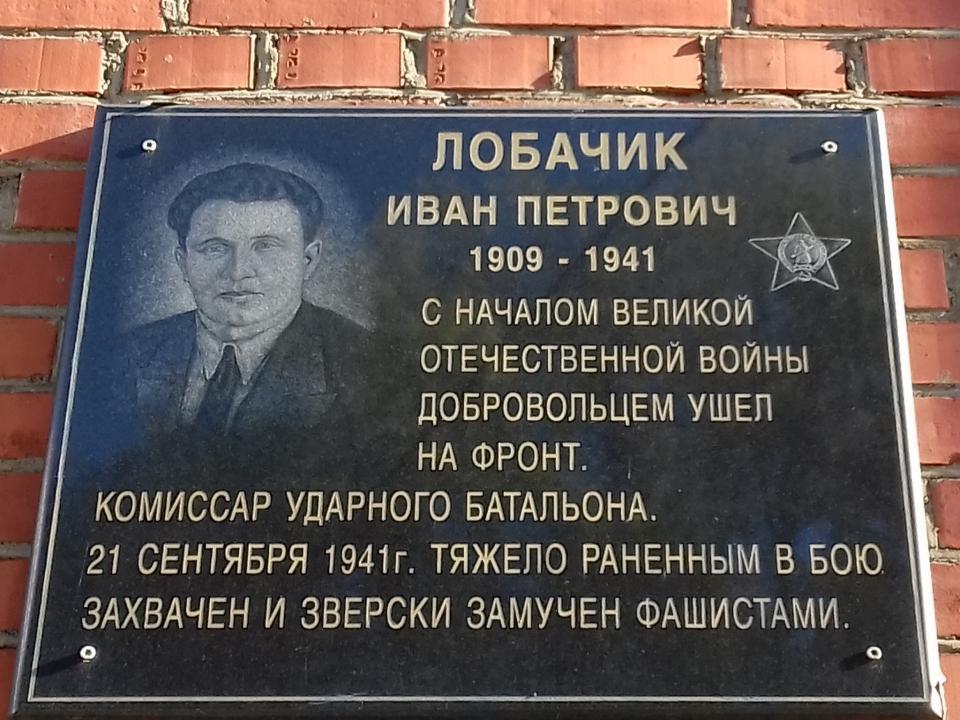 ЛОБАЧИК
ИВАН ПЕТРОВИЧ
1909 - 1941
С НАЧАЛОМ ВЕЛИКОЙ
ОТЕЧЕСТВЕННОЙ ВОЙНЫ
ДОБРОВОЛЬЦЕМ УШЕЛ
НА ФРОНТ.
КОМИССАР УДАРНОГО БАТАЛЬОНА.
21 СЕНТЯБРЯ 1941г. ТЯЖЕЛО РАНЕННЫМ В БОЮ
ЗАХВАЧЕН И ЗВЕРСКИ ЗАМУЧЕН ФАШИСТАМИ.